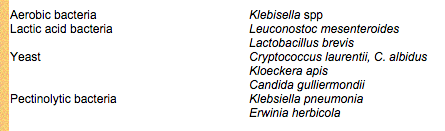 Aerobic bacteria Klebisella spp
Lactic acid bacteria Leuconostoc mesenteroides
Lactobacillus brevis
Yeast Cryptococcus laurentii, C. albidus
Kloeckera apis
Candida gulliermondii
Pectinolytic bacteria Klebsiella pneumonia
Erwinia herbicola